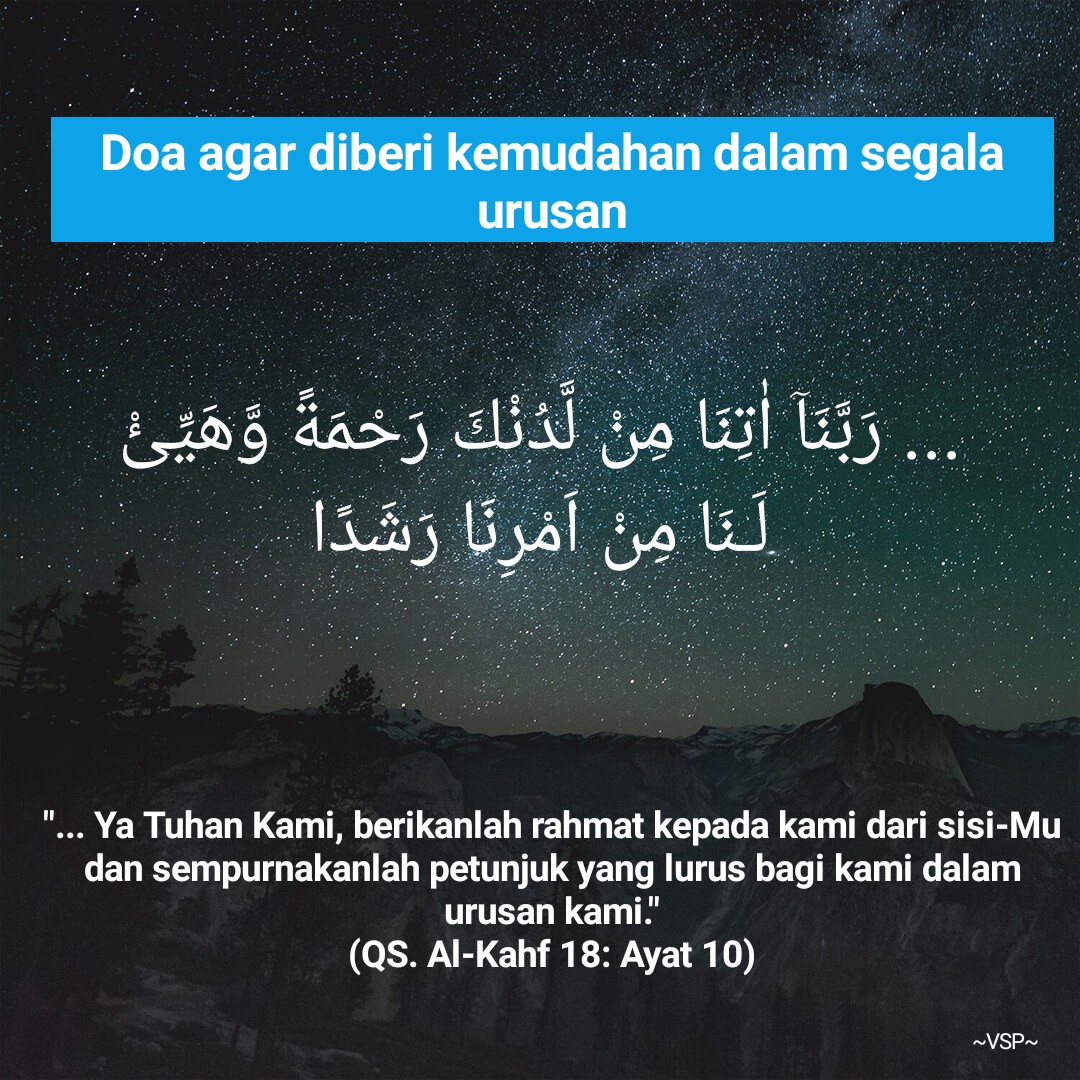 Doa agar diberi kemudahan dalam segala
urusan
... رَبَّنَاۤ اٰتِنَا مِنْ لَّدُنْكَ رَحْمَةً وَّهَيِّئْ
لَـنَا مِنْ اَمْرِنَا رَشَدًا
"... Ya Tuhan Kami, berikanlah rahmat kepada kami dari sisi-Mu
dan sempurnakanlah petunjuk yang lurus bagi kami dalam
urusan kami."
(QS. Al-Kahf 18: Ayat 10)
~VSP~